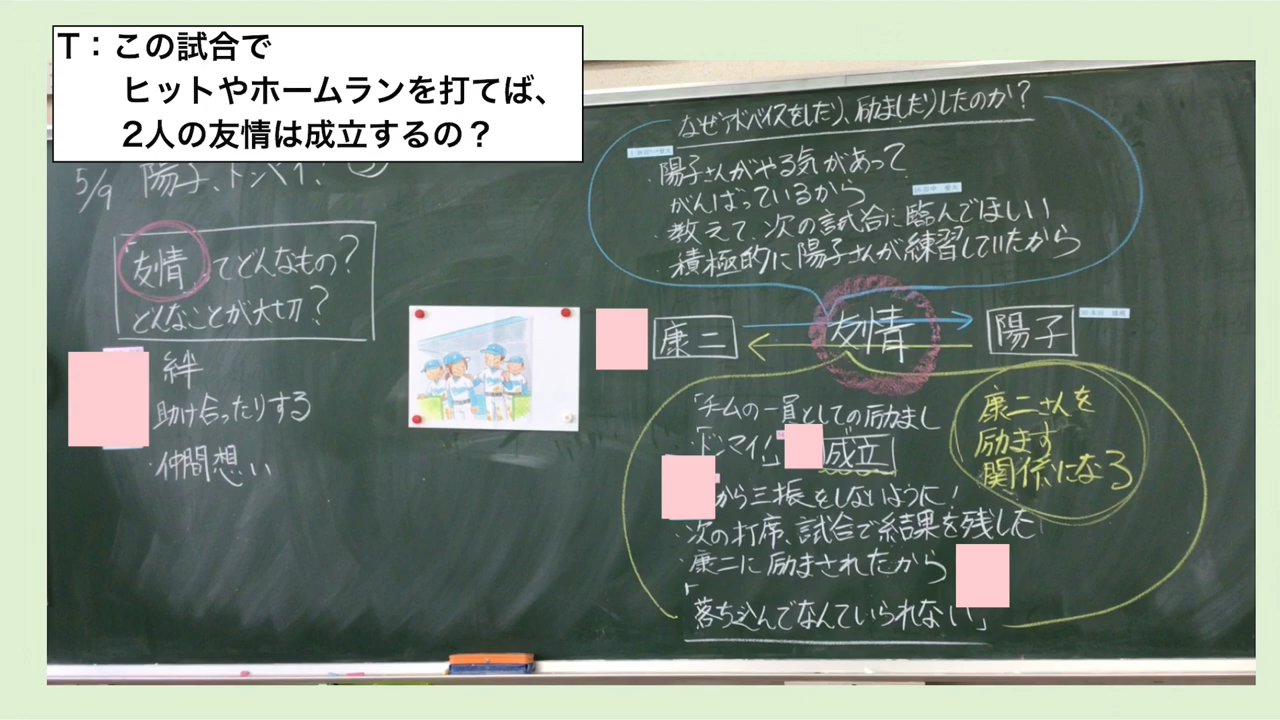 T：この試合で
ヒットやホームランを打てば、
2人の友情は成立するの？
5/9 陽子、ドンマイ！
「友情」ってどんなもの？
どんなことが大切？
絆
助け合ったりする
・仲間想い
なぜアドバイスをしたり、励ましたりしたのか？
・陽子さんがやる気があって
がんばっているから
・教えて、次の試合に臨んでほしい
・積極的に陽子さんが練習していたから
康二
友情
陽子
「チームの一員としての励まし
・「ドンマイ！」
成立
から三振をしないように！
・次の打席、試合で結果を残した
・康二に励まされたから
「落ち込んでなんていられない」
康二さんを
励ます
関係になる